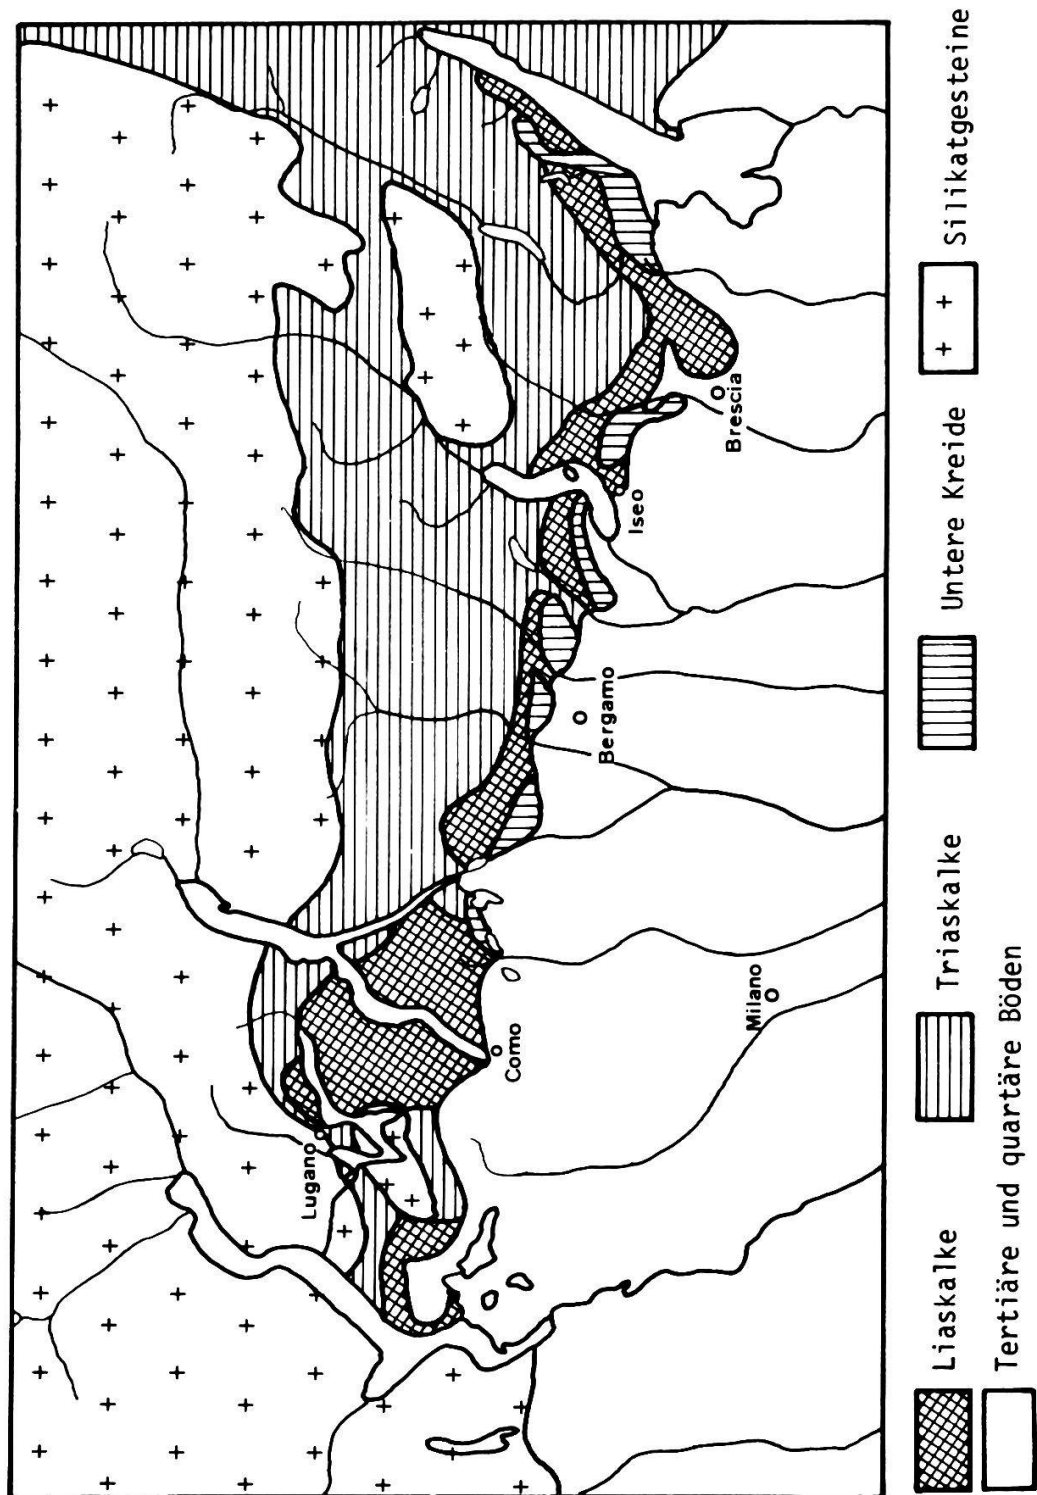 Lugano
Como
Milano
Bergamo
Iseo
Brescia
Liaskalke
Triaskalke
Untere Kreide
Silikatgesteine
Tertiäre und quartäre Böden